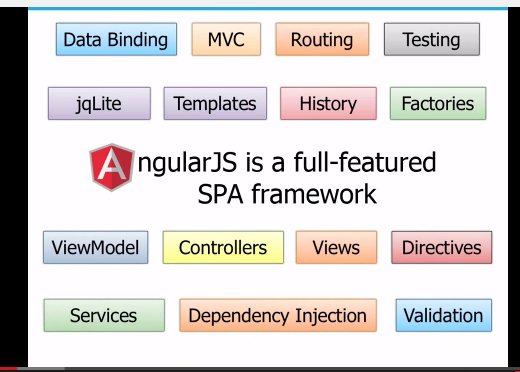 Data Binding MVC Routing Testing
jqLite Templates History Factories
AngularJS is a full-featured
SPA framework
ViewModel Controllers Views Directives
Services Dependency Injection Validation